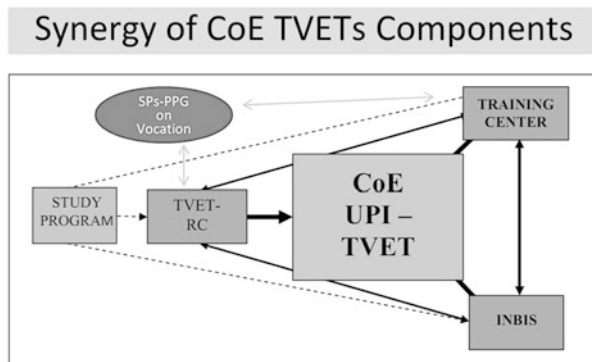 Synergy of CoE TVETs Components
SPs-PPG
on
Vocation
TRAINING
CENTER
STUDY
PROGRAM
TVET-
RC
CoE
UPI –
TVET
INBIS